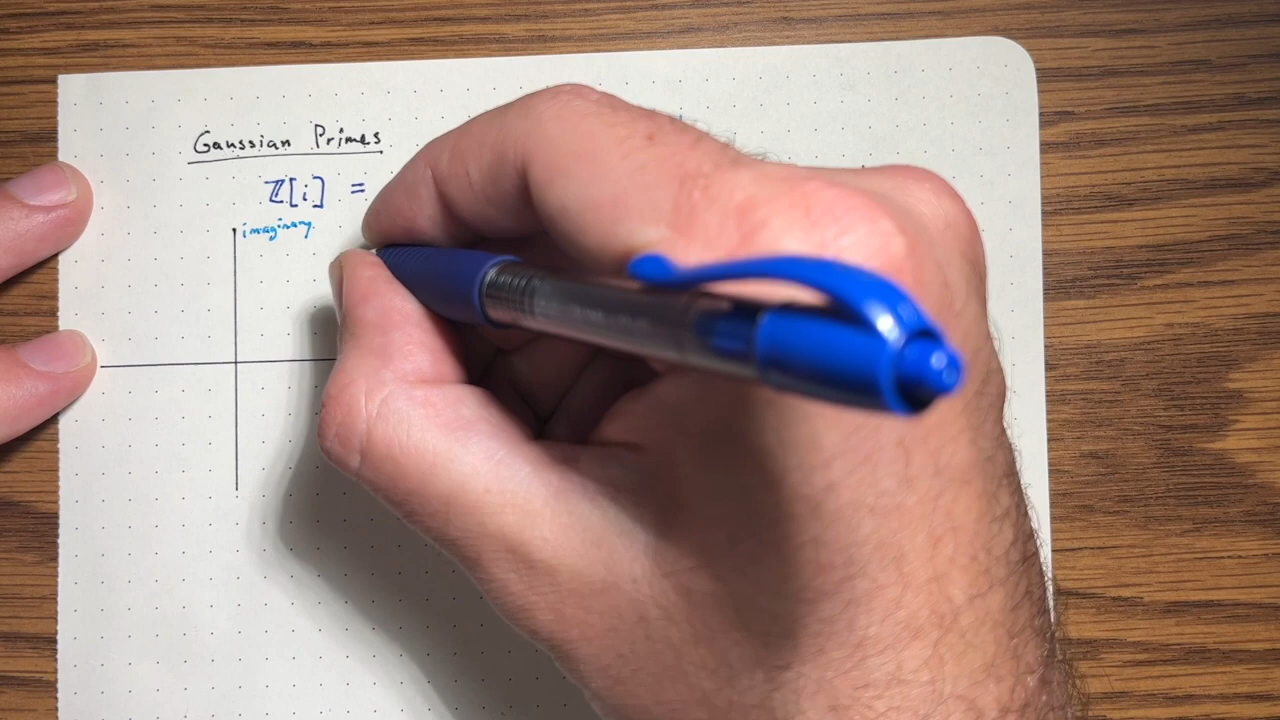 Gaussian Primes
ℤ[i] =
imaginary